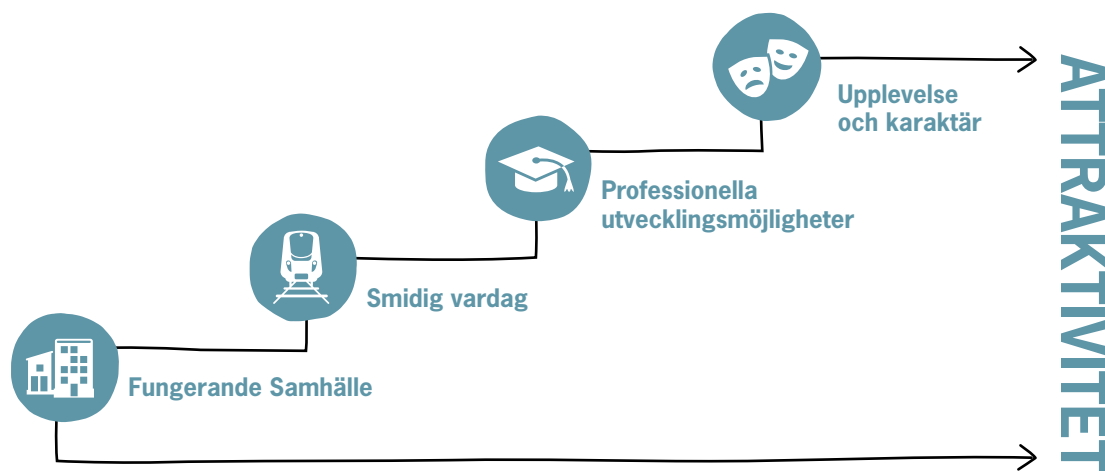 Upplevelse
och karaktär
Professionella
utvecklingsmöjligheter
Smidig vardag
Fungerande Samhälle
ATTRAKTIVITET